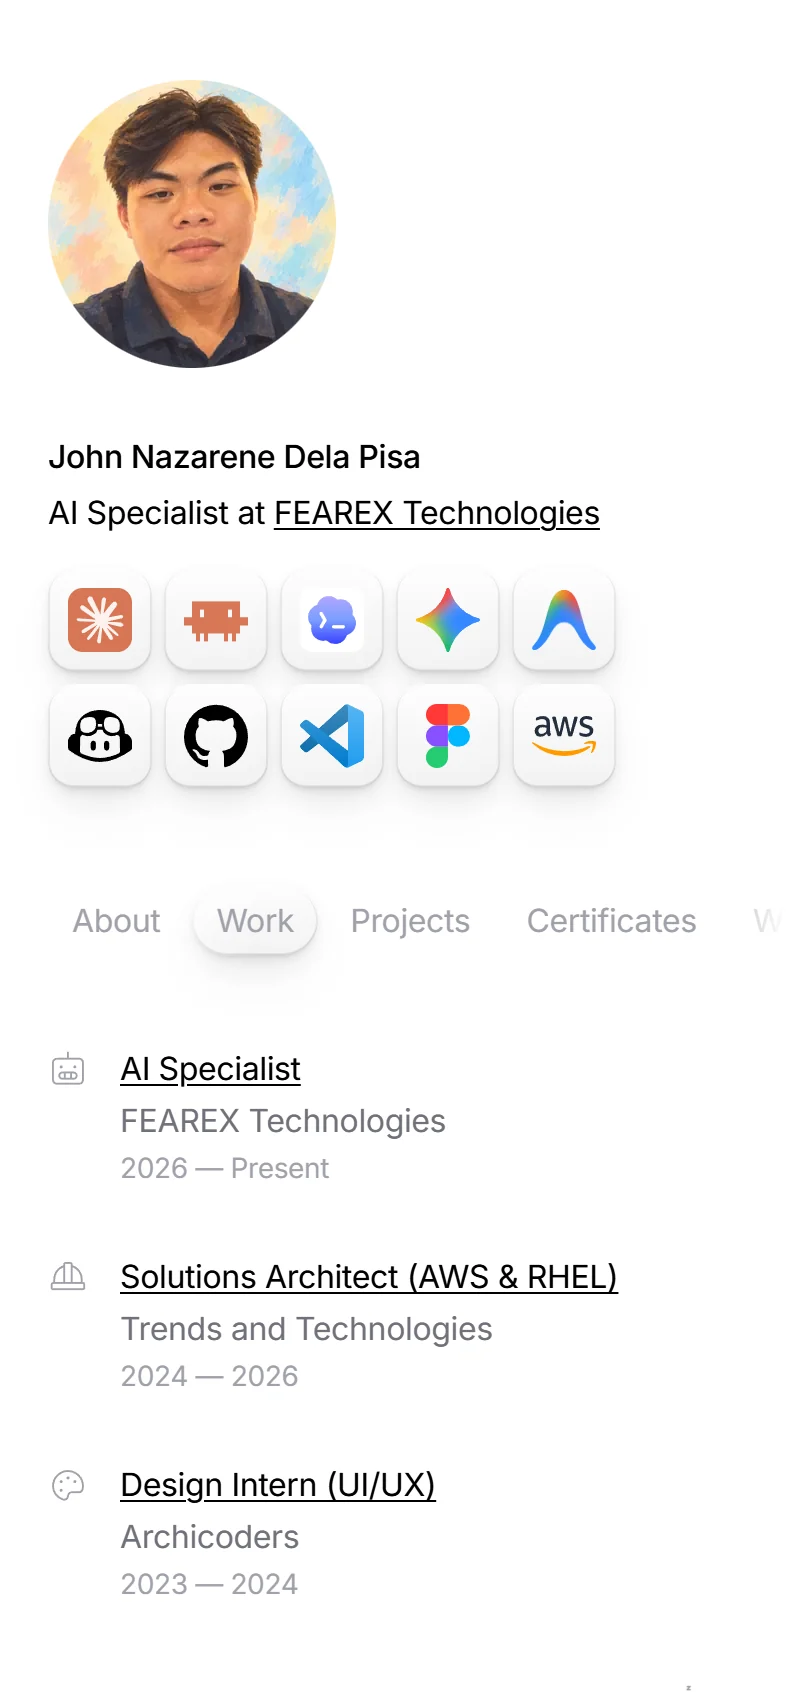 John Nazarene Dela Pisa
AI Specialist at FEAREX Technologies
aws
About Work Projects Certificates W
AI Specialist
FEAREX Technologies
2026 — Present
Solutions Architect (AWS & RHEL)
Trends and Technologies
2024 — 2026
Design Intern (UI/UX)
Archicoders
2023 — 2024